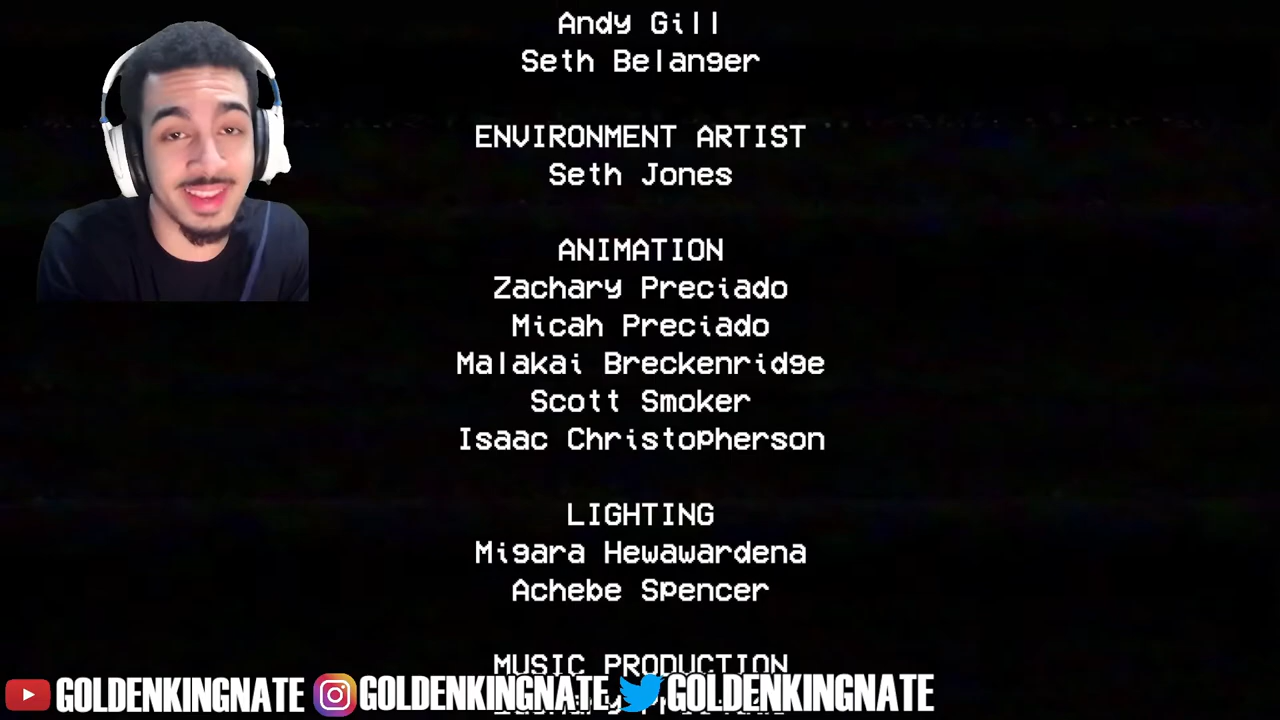 Andy Gill
Seth Belanger
ENVIRONMENT ARTIST
Seth Jones
ANIMATION
Zachary Preciado
Micah Preciado
Malakai Breckenridge
Scott Smoker
Isaac Christopherson
LIGHTING
Migara Hewawardena
Achebe Spencer
MUSIC PRODUCTION
GOLDENKINGNATE GOLDENKINGNATE GOLDENKINGNATE